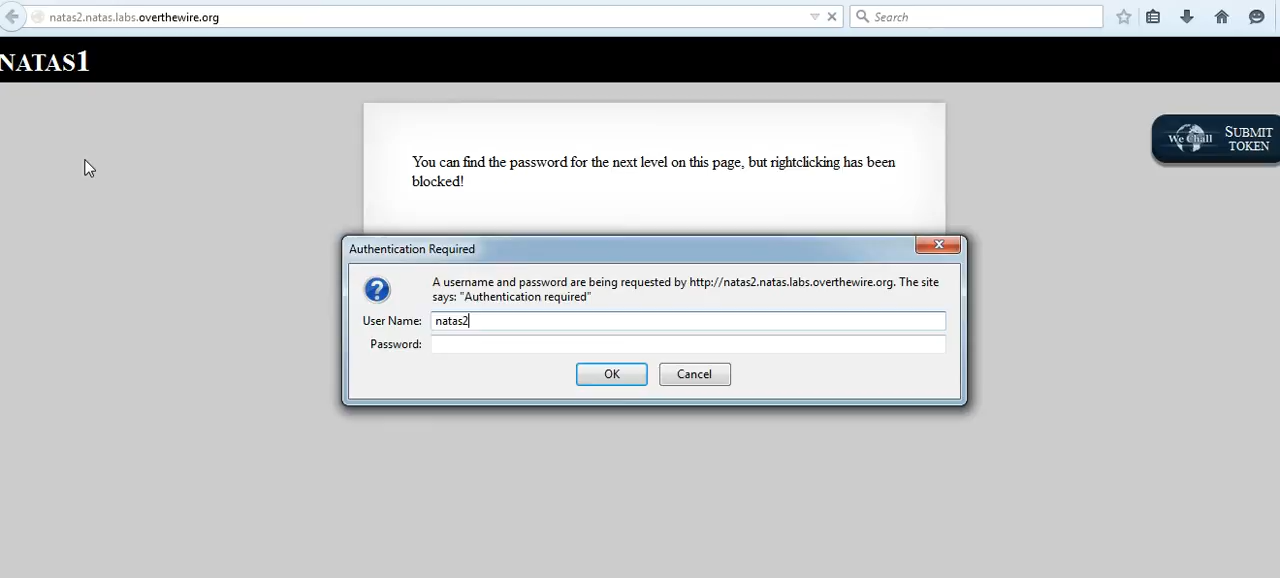 natas2.natas.labs.overthewire.org
Search
NATAS1
We Chall
SUBMIT
TOKEN
You can find the password for the next level on this page, but rightclicking has been
blocked!
Authentication Required
A username and password are being requested by http://natas2.natas.labs.overthewire.org. The site
says: "Authentication required"
User Name: natas2
Password:
OK Cancel